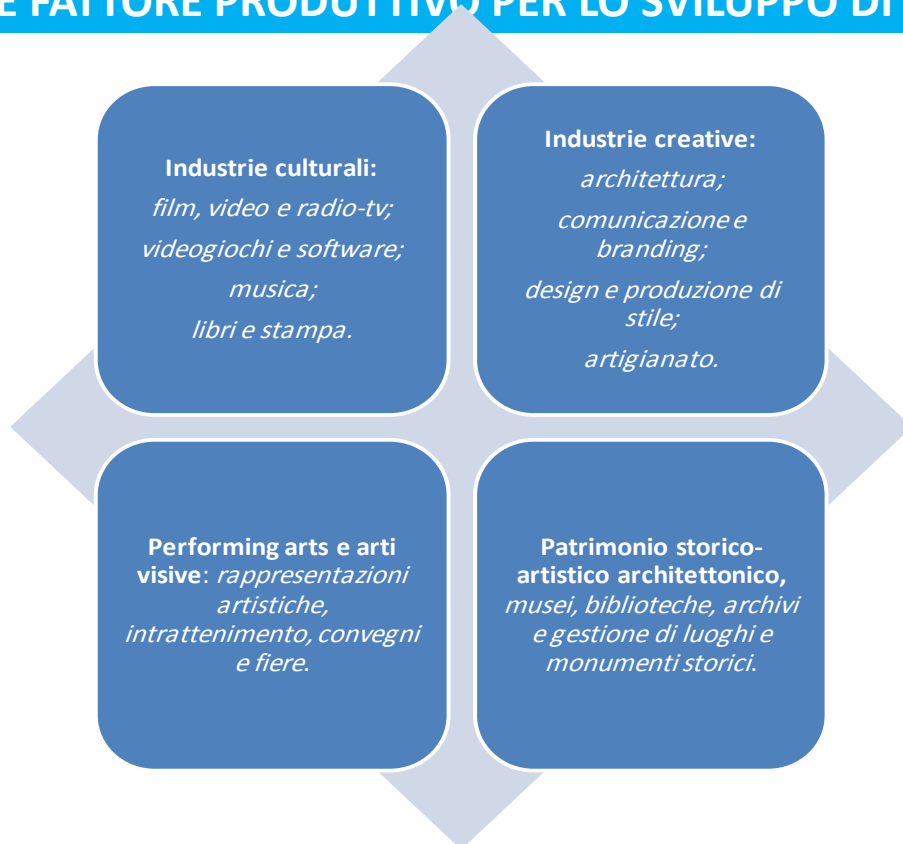 E FATTORE PRODUTTIVO PER LO SVILUPPO DI
Industrie culturali:
film, video e radio-tv;
videogiochi e software;
musica;
libri e stampa.
Industrie creative:
architettura;
comunicazione e
branding;
design e produzione di
stile;
artigianato.
Performing arts e arti
visive: rappresentazioni
artistiche,
intrattenimento, convegni
e fiere.
Patrimonio storico-
artistico architettonico,
musei, biblioteche, archivi
e gestione di luoghi e
monumenti storici.